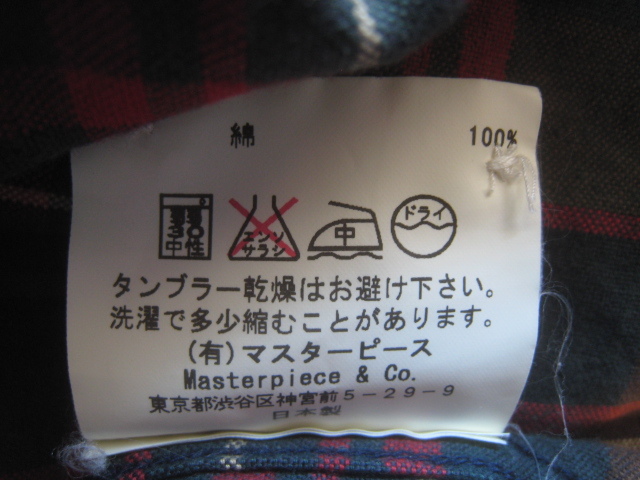 綿 100%
中性 エンソ サラシ 中 ドライ
タンブラー乾燥はお避け下さい。
洗濯で多少縮むことがあります。
(有)マスターピース
Masterpiece & Co.
東京都渋谷区神宮前5-29-9
日本製